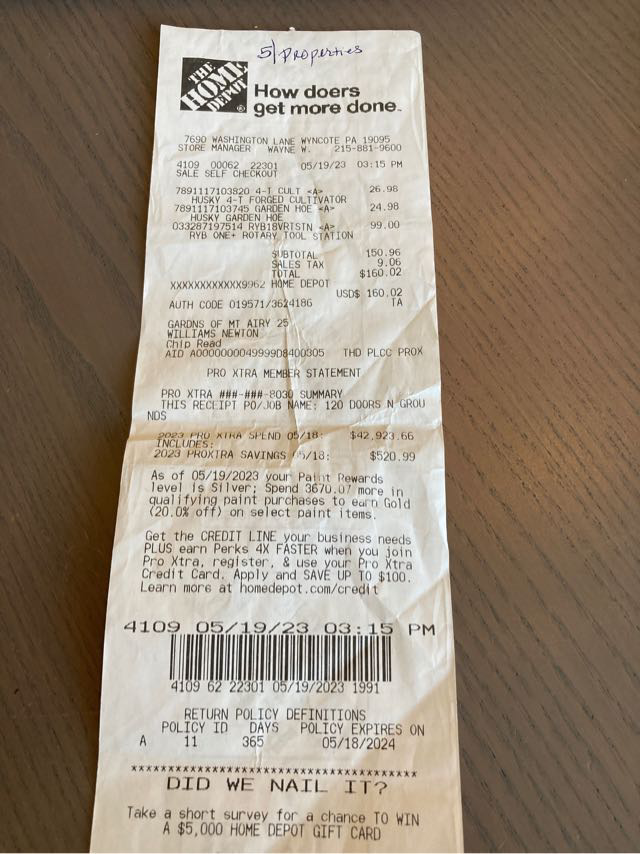 5 | Properties
THE
HOME
DEPOT
How doers
get more done.
7690 WASHINGTON LANE WYNCOTE PA 19095
STORE MANAGER WAYNE W. 215-881-9600
4109 00062 22301 05/19/23 03:15 PM
SALE SELF CHECKOUT
7891117103820 4-T CULT <A> 26.98
HUSKY 4-T FORGED CULTIVATOR
7891117103745 GARDEN HOE <A> 24.98
HUSKY GARDEN HOE
033287197514 RYB18VRTSTN <A> 99.00
RYB ONE+ ROTARY TOOL STATION
SUBTOTAL 150.96
SALES TAX 9.06
TOTAL $160.02
XXXXXXXXXXXX9962 HOME DEPOT
USD$ 160.02
AUTH CODE 019571/3624186 TA
GARDNS OF MT AIRY 25
WILLIAMS NEWTON
Chip Read
AID A0000000049999D8400305 THD PLCC PROX
PRO XTRA MEMBER STATEMENT
PRO XTRA ###-###-8030 SUMMARY
THIS RECEIPT PO/JOB NAME: 120 DOORS N GROU
NDS
2023 PRO XTRA SPEND 05/18: $42,923.66
INCLUDES:
2023 PROXTRA SAVINGS 05/18: $520.99
As of 05/19/2023 your Paint Rewards
level is Silver; Spend 3670.07 more in
qualifying paint purchases to earn Gold
(20.0% off) on select paint items.
Get the CREDIT LINE your business needs
PLUS earn Perks 4X FASTER when you join
Pro Xtra, register, & use your Pro Xtra
Credit Card. Apply and SAVE UP TO $100.
Learn more at homedepot.com/credit
4109 05/19/23 03:15 PM
4109 62 22301 05/19/2023 1991
RETURN POLICY DEFINITIONS
POLICY ID DAYS POLICY EXPIRES ON
A 11 365 05/18/2024
****************************************
DID WE NAIL IT?
Take a short survey for a chance TO WIN
A $5,000 HOME DEPOT GIFT CARD